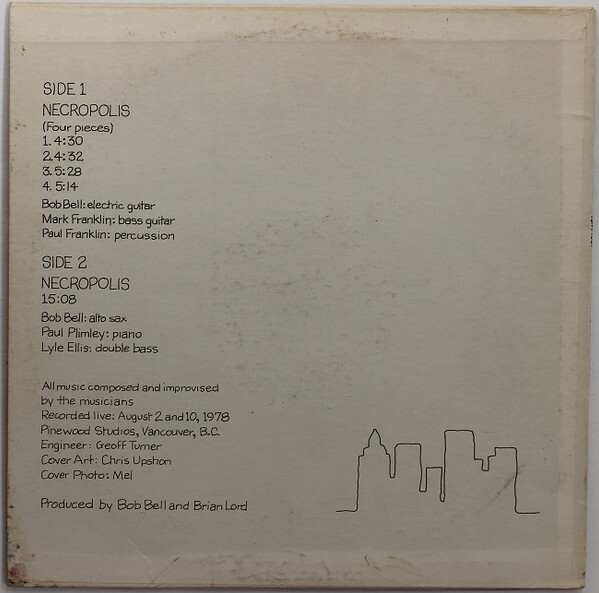 SIDE 1
NECROPOLIS
(Four pieces)
1. 4:30
2. 4:32
3. 5:28
4. 5:14
Bob Bell: electric guitar
Mark Franklin: bass guitar
Paul Franklin: percussion
SIDE 2
NECROPOLIS
15:08
Bob Bell: alto sax
Paul Plimley: piano
Lyle Ellis: double bass
All music composed and improvised
by the musicians
Recorded live: August 2 and 10, 1978
Pinewood Studios, Vancouver, B.C.
Engineer: Geoff Turner
Cover Art: Chris Upshon
Cover Photo: Mel
Produced by Bob Bell and Brian Lord